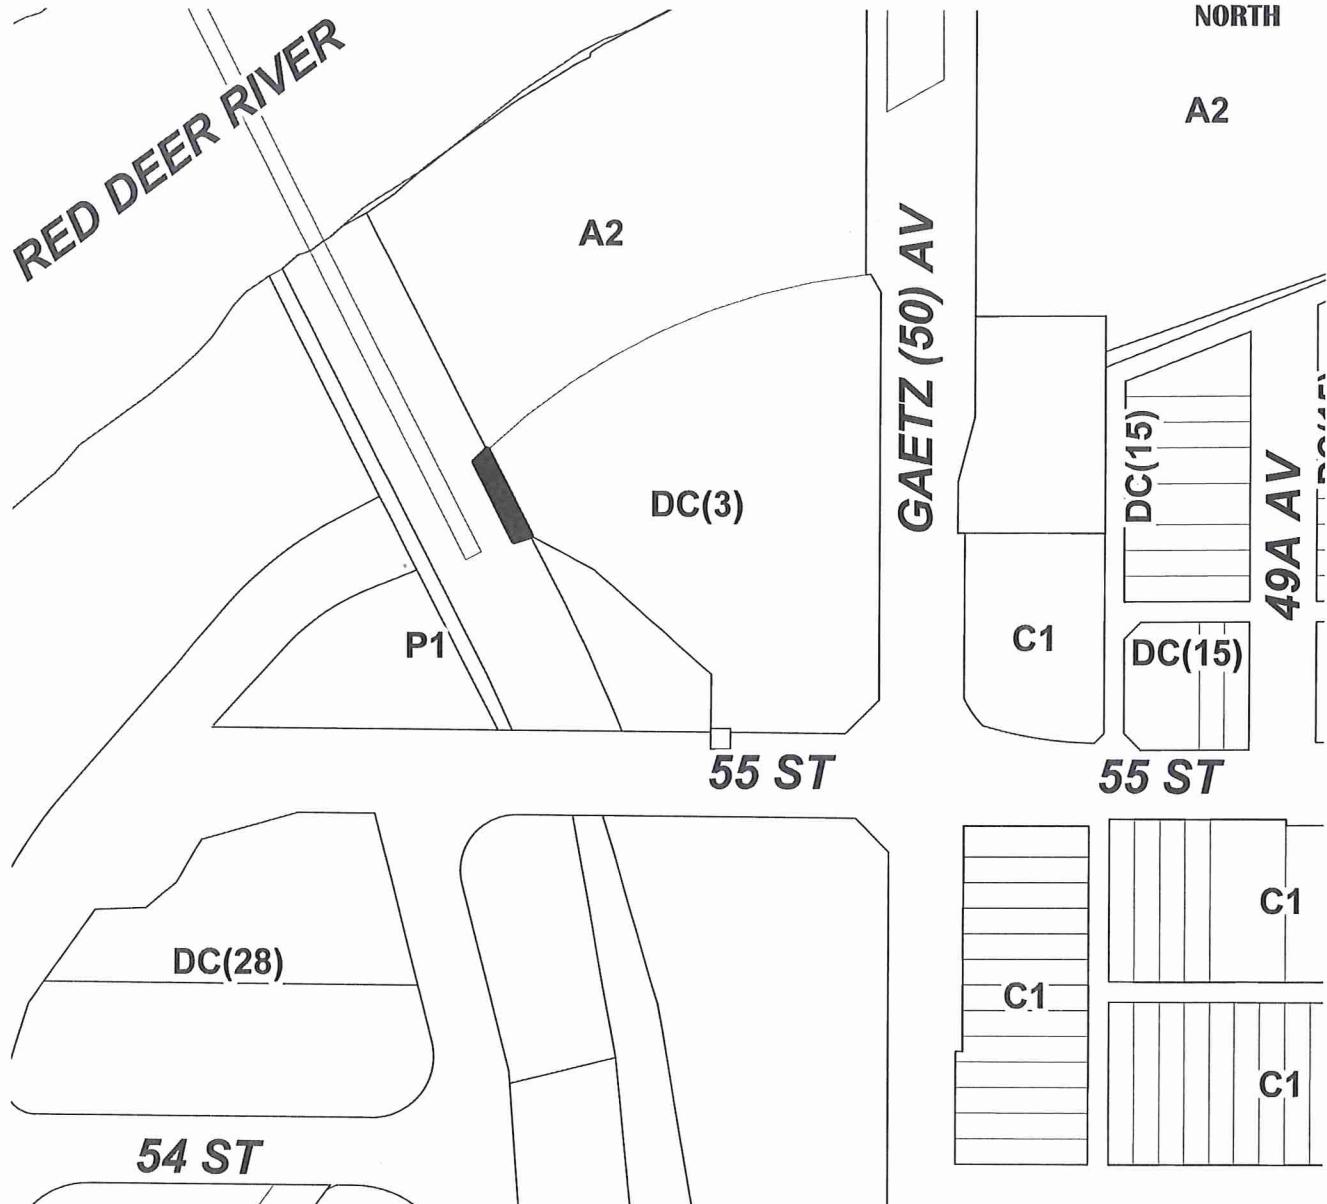 NORTH
RED DEER RIVER
A2
A2
GAETZ (50) AV
DC(3)
DC(15)
49A AV
P1
C1
DC(15)
55 ST
55 ST
C1
DC(28)
C1
C1
54 ST